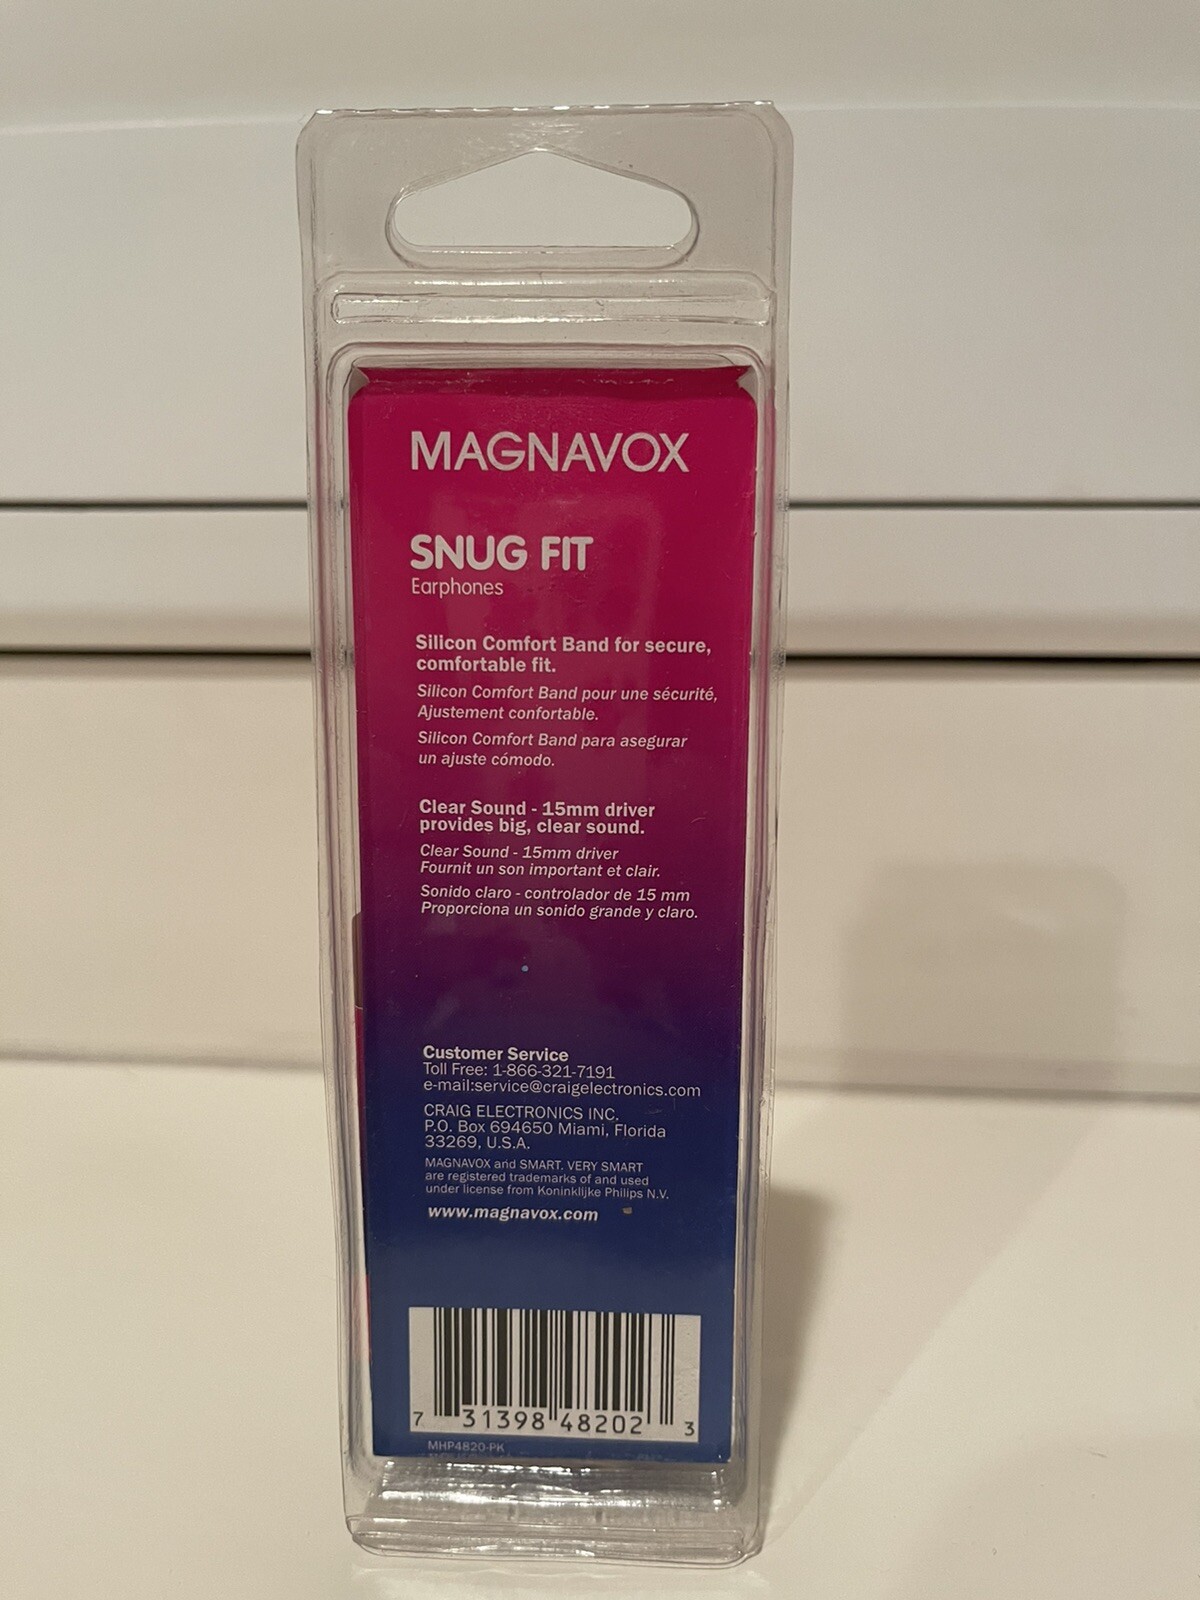 MAGNAVOX
SNUG FIT
Earphones
Silicon Comfort Band for secure,
comfortable fit.
Silicon Comfort Band pour une sécurité,
Ajustement confortable.
Silicon Comfort Band para asegurar
un ajuste cómodo.
Clear Sound - 15mm driver
provides big, clear sound.
Clear Sound - 15mm driver
Fournit un son important et clair.
Sonido claro - controlador de 15 mm
Proporciona un sonido grande y claro.
Customer Service
Toll Free: 1-866-321-7191
e-mail:service@craigelectronics.com
CRAIG ELECTRONICS INC.
P.O. Box 694650 Miami, Florida
33269, U.S.A.
MAGNAVOX and SMART. VERY SMART
are registered trademarks of and used
under license from Koninklijke Philips N.V.
www.magnavox.com
7 31398 48202 3
MHP4820-PK